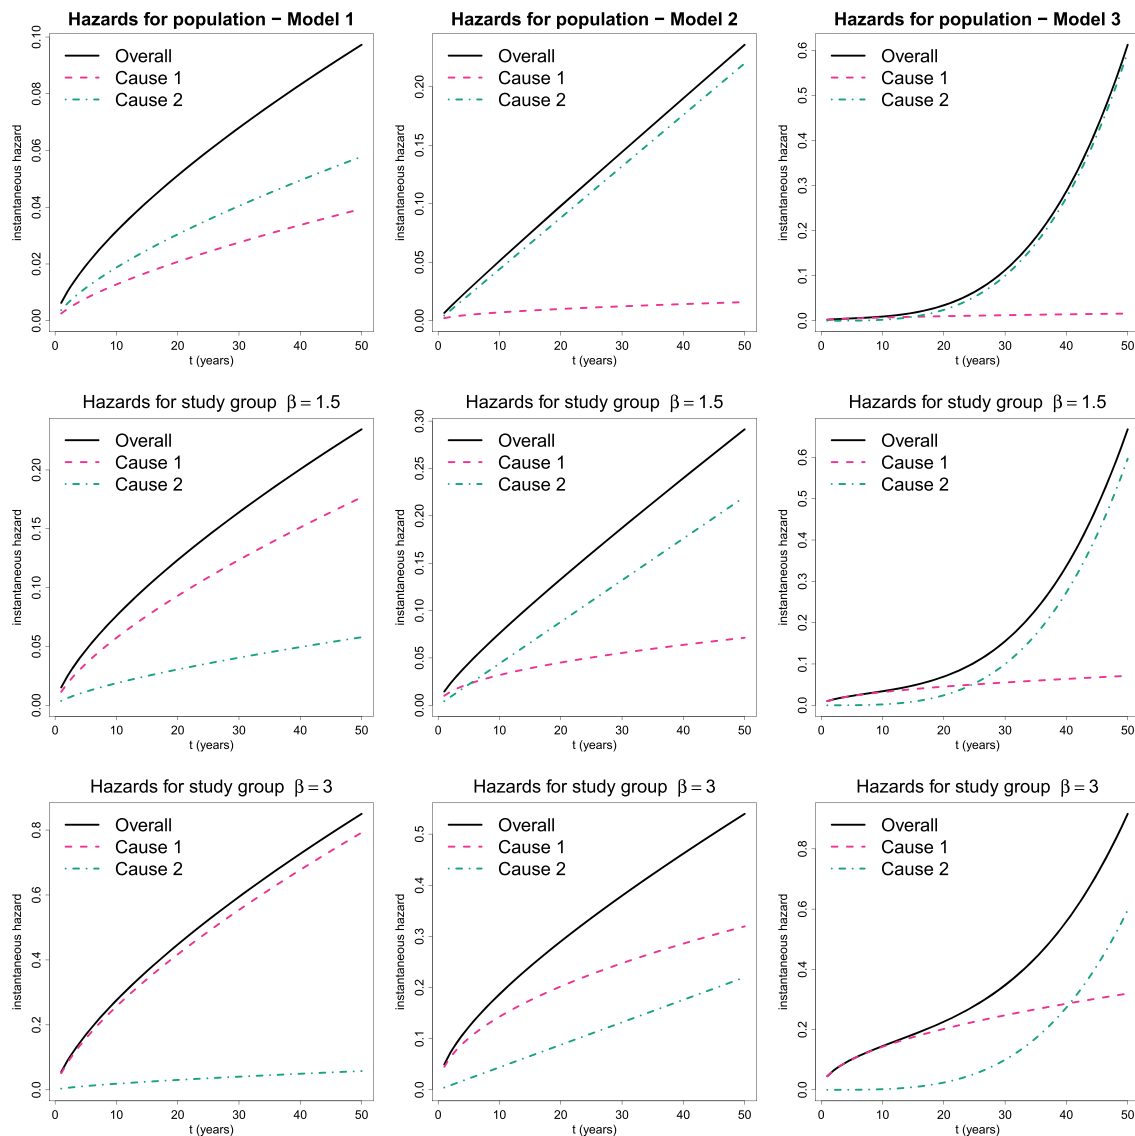 Hazards for population − Model 1
instantaneous hazard
0.00 0.02 0.04 0.06 0.08 0.10
Overall
Cause 1
Cause 2
0 10 20 30 40 50
t (years)
Hazards for population − Model 2
instantaneous hazard
0.00 0.05 0.10 0.15 0.20
Overall
Cause 1
Cause 2
0 10 20 30 40 50
t (years)
Hazards for population − Model 3
instantaneous hazard
0.0 0.1 0.2 0.3 0.4 0.5 0.6
Overall
Cause 1
Cause 2
0 10 20 30 40 50
t (years)
Hazards for study group β = 1.5
instantaneous hazard
0.00 0.05 0.10 0.15 0.20
Overall
Cause 1
Cause 2
0 10 20 30 40 50
t (years)
Hazards for study group β = 1.5
instantaneous hazard
0.00 0.05 0.10 0.15 0.20 0.25 0.30
Overall
Cause 1
Cause 2
0 10 20 30 40 50
t (years)
Hazards for study group β = 1.5
instantaneous hazard
0.0 0.1 0.2 0.3 0.4 0.5 0.6
Overall
Cause 1
Cause 2
0 10 20 30 40 50
t (years)
Hazards for study group β = 3
instantaneous hazard
0.0 0.2 0.4 0.6 0.8
Overall
Cause 1
Cause 2
0 10 20 30 40 50
t (years)
Hazards for study group β = 3
instantaneous hazard
0.0 0.1 0.2 0.3 0.4 0.5
Overall
Cause 1
Cause 2
0 10 20 30 40 50
t (years)
Hazards for study group β = 3
instantaneous hazard
0.0 0.2 0.4 0.6 0.8
Overall
Cause 1
Cause 2
0 10 20 30 40 50
t (years)